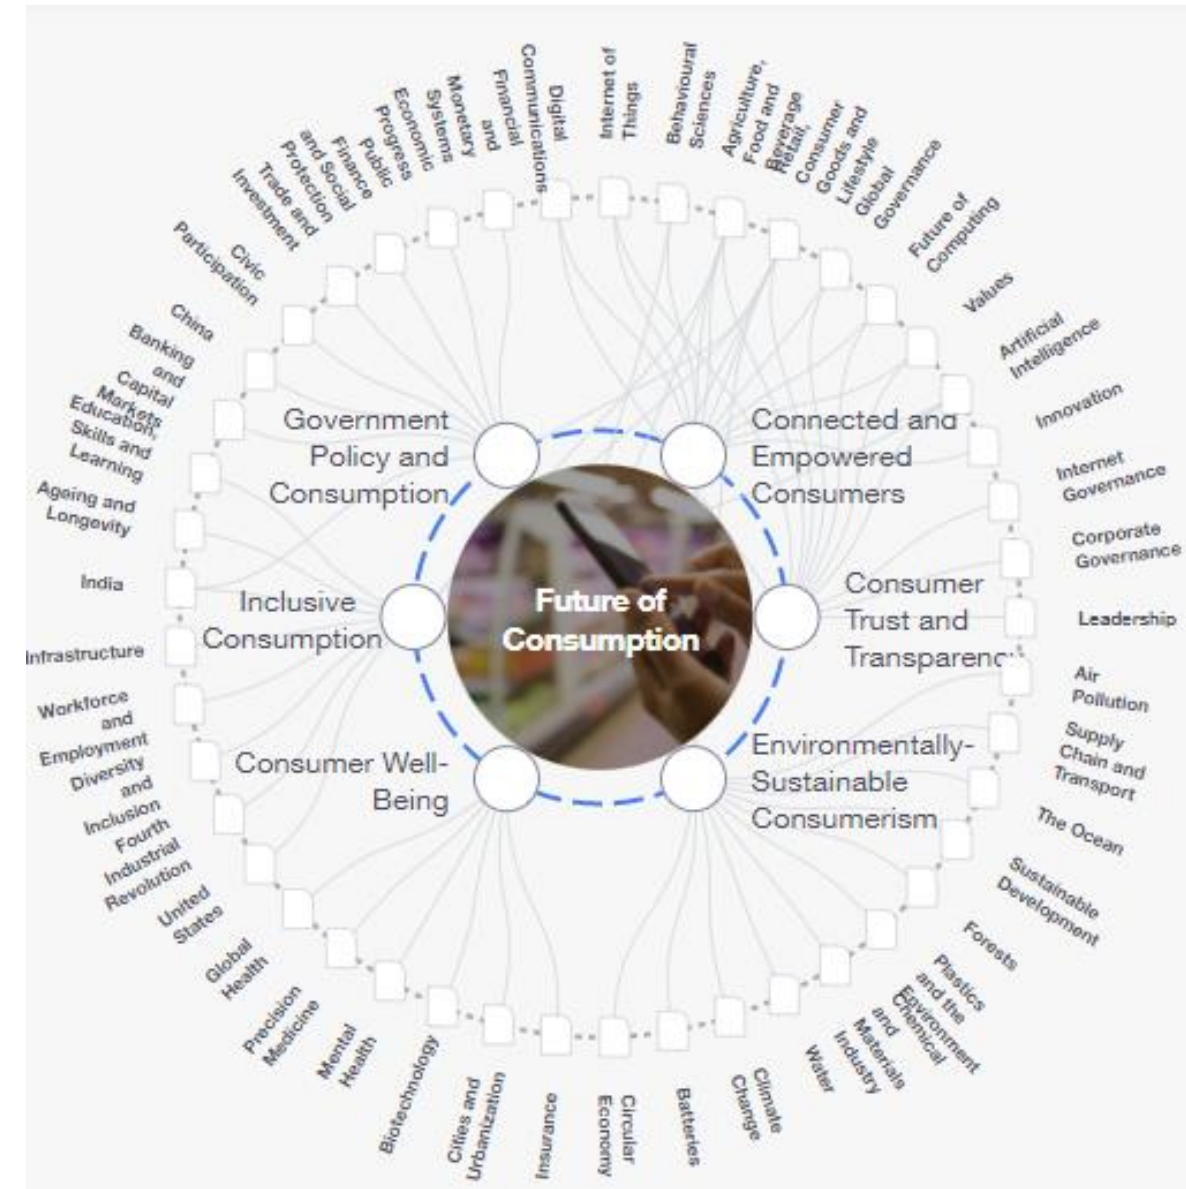 Future of
Consumption
Connected and
Empowered
Consumers
Consumer
Trust and
Transparency
Environmentally-
Sustainable
Consumerism
Consumer Well-
Being
Inclusive
Consumption
Government
Policy and
Consumption
Internet of
Things
Behavioural
Sciences
Agriculture,
Food and
Beverage
Retail,
Consumer
Goods and
Lifestyle
Global
Governance
Future of
Computing
Values
Artificial
Intelligence
Innovation
Internet
Governance
Corporate
Governance
Leadership
Air
Pollution
Supply
Chain and
Transport
The Ocean
Sustainable
Development
Forests
Plastics
and the
Environment
Chemical
and
Materials
Industry
Water
Climate
Change
Batteries
Circular
Economy
Insurance
Cities and
Urbanization
Biotechnology
Mental
Health
Precision
Medicine
Global
Health
United
States
Fourth
Industrial
Revolution
Diversity
and
Inclusion
Workforce
and
Employment
Infrastructure
India
Ageing and
Longevity
Education,
Skills and
Learning
Banking
and
Capital
Markets
China
Civic
Participation
Trade and
Investment
Public
Finance
and Social
Protection
Economic
Progress
Financial
and
Monetary
Systems
Digital
Communications